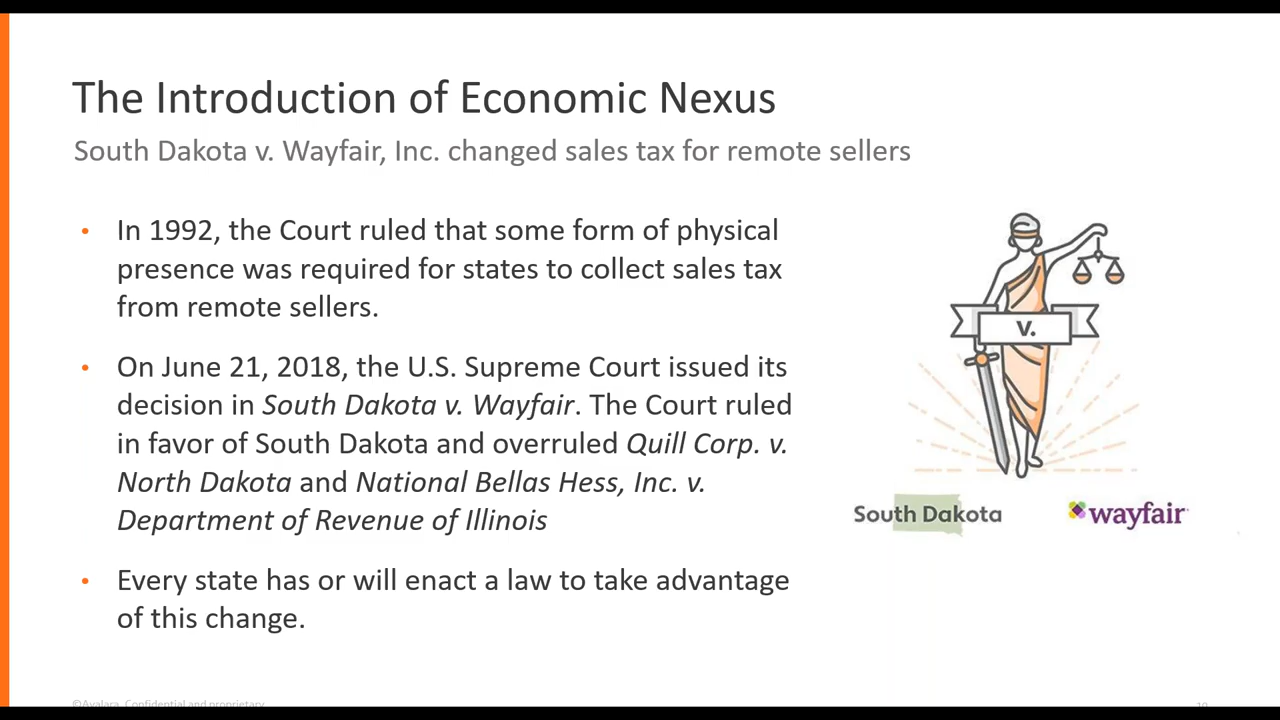 The Introduction of Economic Nexus
South Dakota v. Wayfair, Inc. changed sales tax for remote sellers
• In 1992, the Court ruled that some form of physical
presence was required for states to collect sales tax
from remote sellers.
• On June 21, 2018, the U.S. Supreme Court issued its
decision in South Dakota v. Wayfair. The Court ruled
in favor of South Dakota and overruled Quill Corp. v.
North Dakota and National Bellas Hess, Inc. v.
Department of Revenue of Illinois
• Every state has or will enact a law to take advantage
of this change.
v.
South Dakota
wayfair
©Avalara. Confidential and proprietary